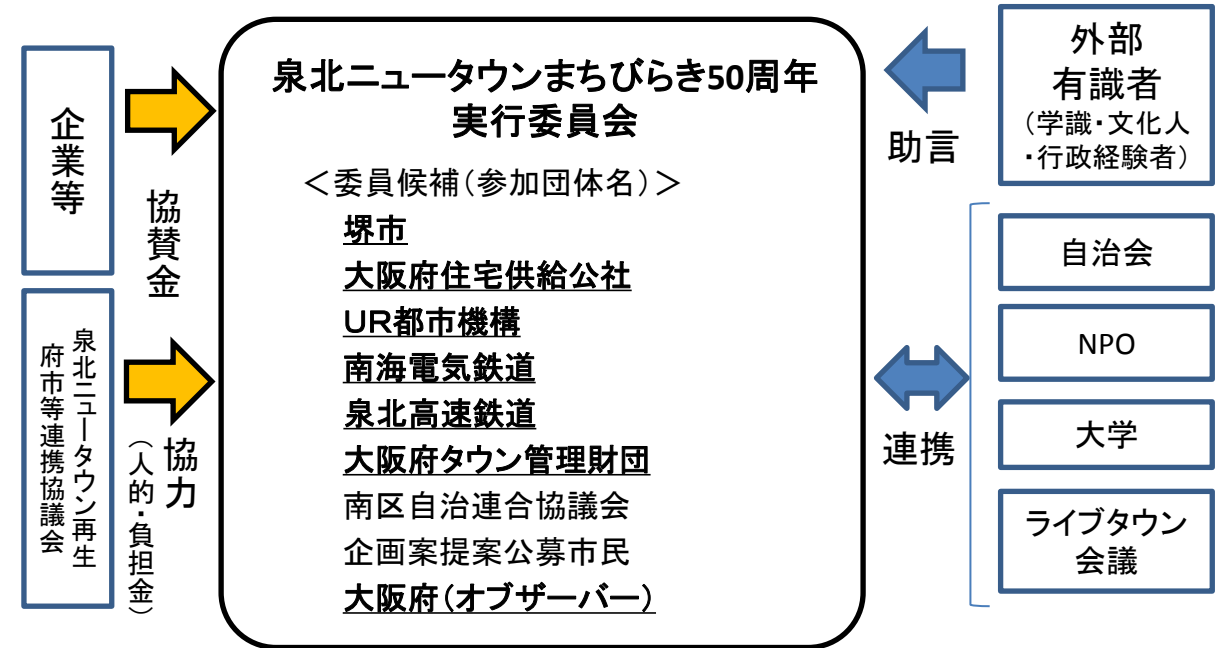 企業等
協賛金
泉北ニュータウン再生
府市等連携協議会
協力
（人的・負担金）
泉北ニュータウンまちびらき50周年
実行委員会
＜委員候補（参加団体名）＞
堺市
大阪府住宅供給公社
UR都市機構
南海電気鉄道
泉北高速鉄道
大阪府タウン管理財団
南区自治連合協議会
企画案提案公募市民
大阪府（オブザーバー）
助言
外部
有識者
（学識・文化人
・行政経験者）
連携
自治会
NPO
大学
ライブタウン
会議